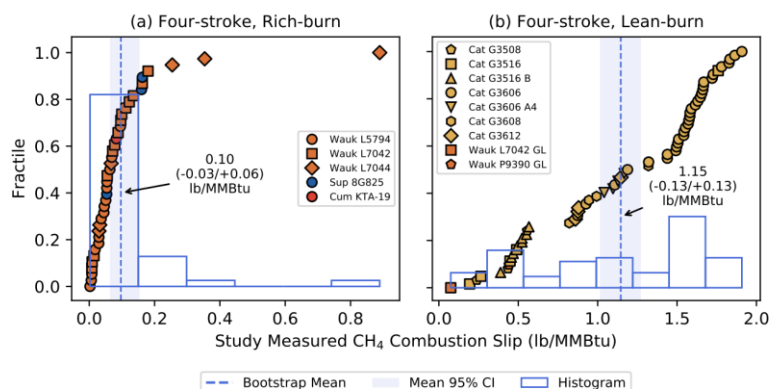 (a) Four-stroke, Rich-burn
(b) Four-stroke, Lean-burn
Fractile
1.0
0.8
0.6
0.4
0.2
0.0
Wauk L5794
Wauk L7042
Wauk L7044
Sup 8G825
Cum KTA-19
0.10
(-0.03/+0.06)
lb/MMBtu
Cat G3508
Cat G3516
Cat G3516 B
Cat G3606
Cat G3606 A4
Cat G3608
Cat G3612
Wauk L7042 GL
Wauk P9390 GL
1.15
(-0.13/+0.13)
lb/MMBtu
0.0 0.2 0.4 0.6 0.8
0.0 0.5 1.0 1.5 2.0
Study Measured CH₄ Combustion Slip (lb/MMBtu)
Bootstrap Mean Mean 95% CI Histogram